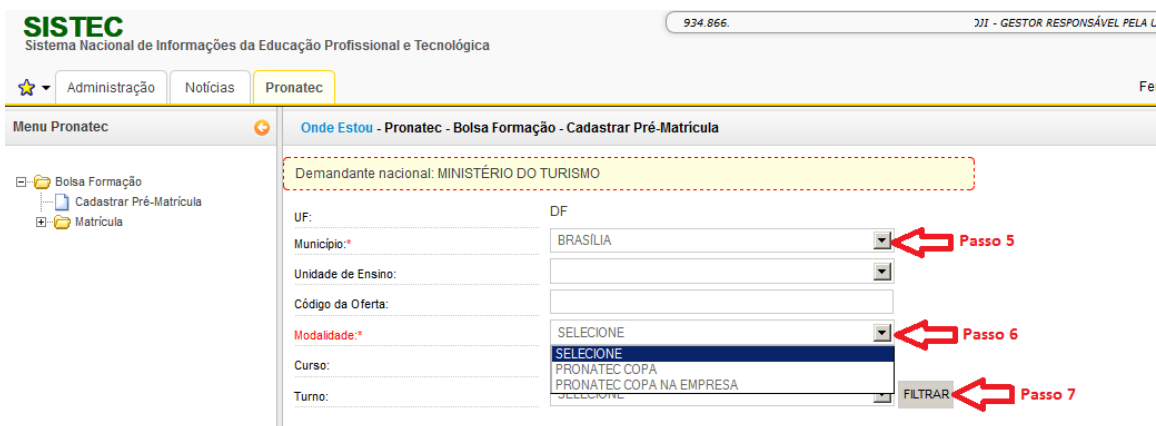 SISTEC
Sistema Nacional de Informações da Educação Profissional e Tecnológica
934.866.
GESTOR RESPONSÁVEL PELA
Administração
Notícias
Pronatec
Menu Pronatec
Onde Estou - Pronatec - Bolsa Formação - Cadastrar Pré-Matrícula
Bolsa Formação
Cadastrar Pré-Matrícula
Matrícula
Demandante nacional: MINISTÉRIO DO TURISMO
UF: DF
Município:* BRASÍLIA Passo 5
Unidade de Ensino:
Código da Oferta:
Modalidade:* SELECIONE Passo 6
SELECIONE
PRONATEC COPA
PRONATEC COPA NA EMPRESA
Curso:
Turno: SELECIONE FILTRAR Passo 7